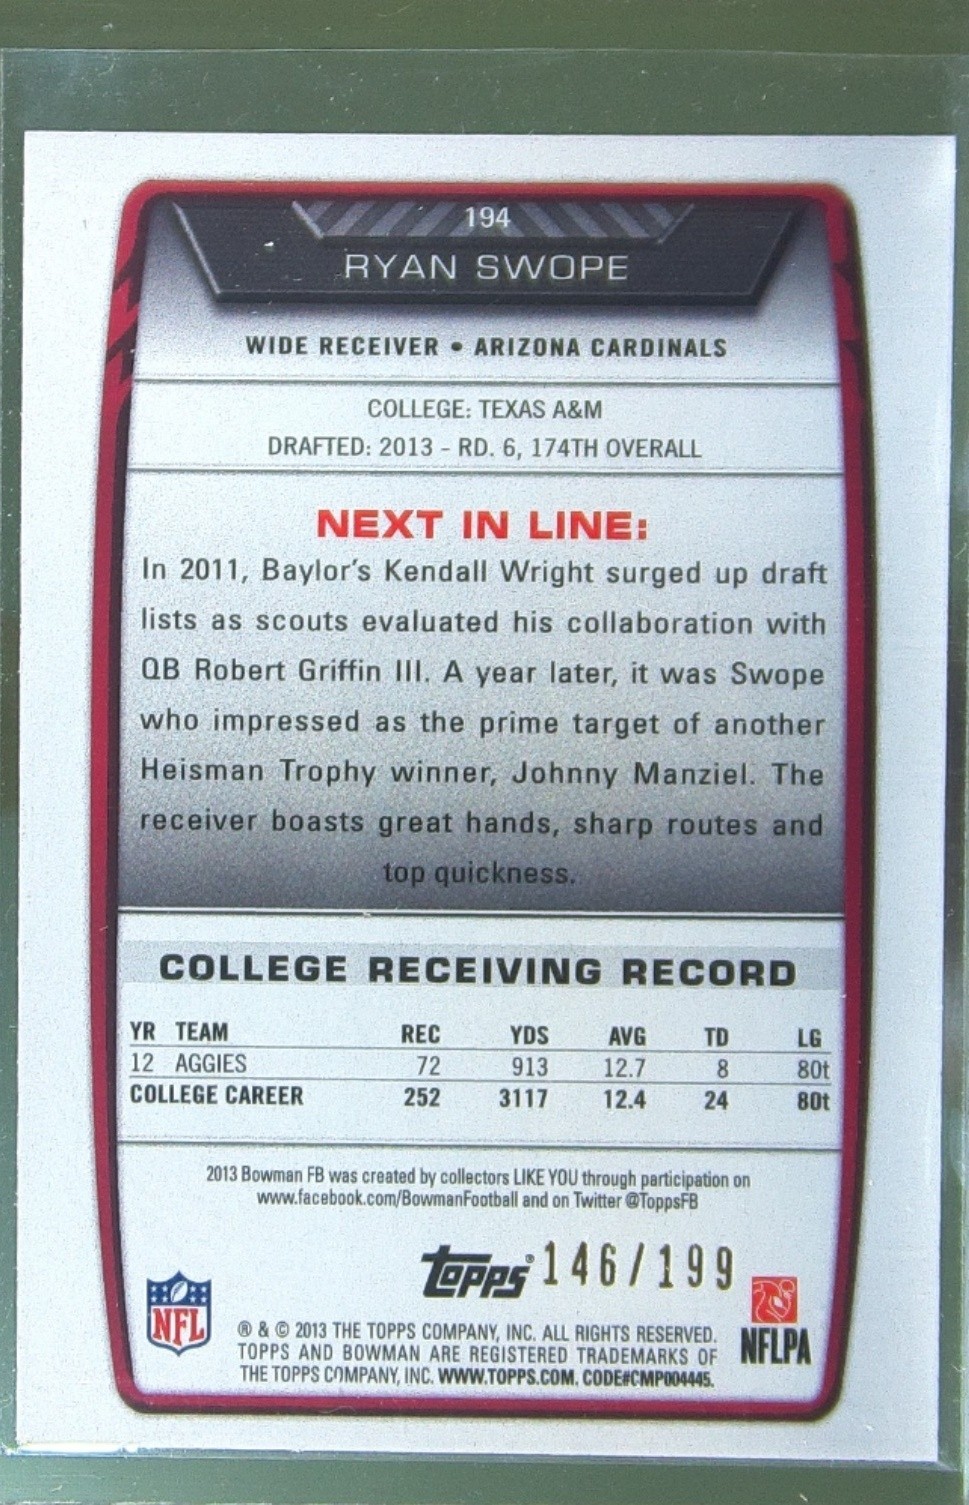 194
RYAN SWOPE
WIDE RECEIVER • ARIZONA CARDINALS
COLLEGE: TEXAS A&M
DRAFTED: 2013 - RD. 6, 174TH OVERALL
NEXT IN LINE:
In 2011, Baylor's Kendall Wright surged up draft
lists as scouts evaluated his collaboration with
QB Robert Griffin III. A year later, it was Swope
who impressed as the prime target of another
Heisman Trophy winner, Johnny Manziel. The
receiver boasts great hands, sharp routes and
top quickness.
COLLEGE RECEIVING RECORD
YR TEAM REC YDS AVG TD LG
12 AGGIES 72 913 12.7 8 80t
COLLEGE CAREER 252 3117 12.4 24 80t
2013 Bowman FB was created by collectors LIKE YOU through participation on
www.facebook.com/BowmanFootball and on Twitter @ToppsFB
topps® 146/199
NFL
NFLPA
® & © 2013 THE TOPPS COMPANY, INC. ALL RIGHTS RESERVED.
TOPPS AND BOWMAN ARE REGISTERED TRADEMARKS OF
THE TOPPS COMPANY, INC. WWW.TOPPS.COM. CODE#CMP004445.